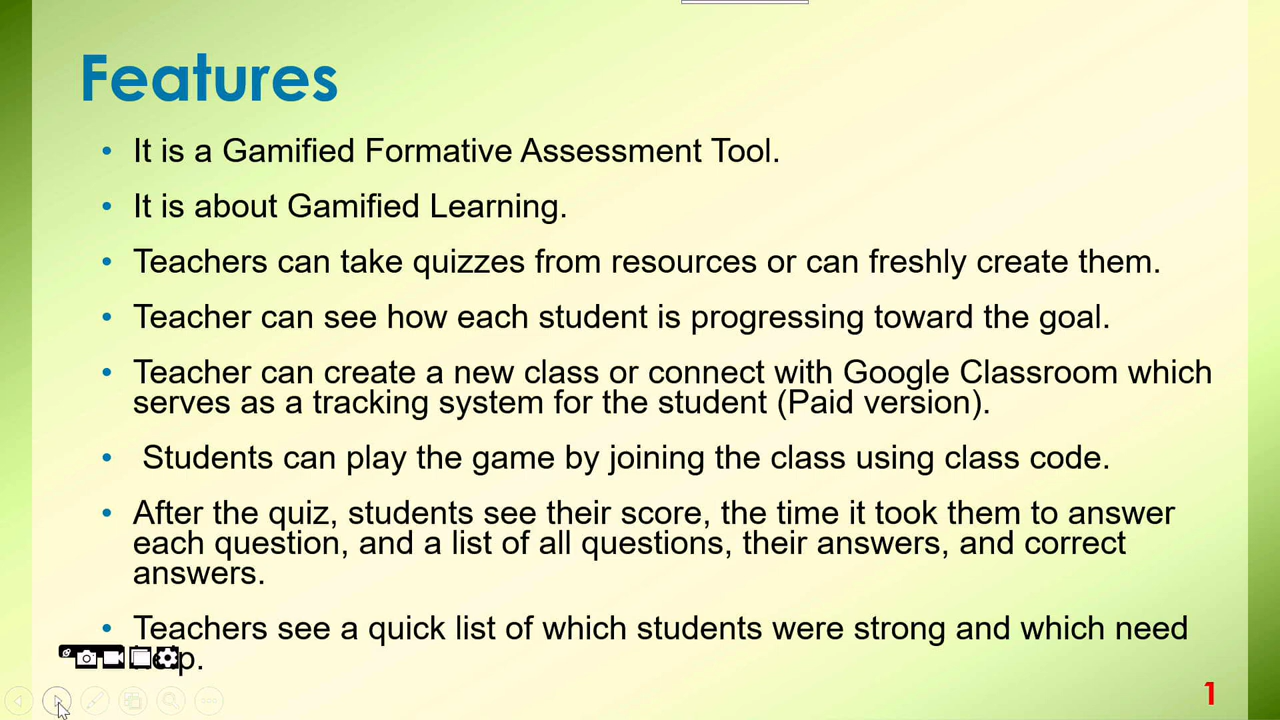 Features
• It is a Gamified Formative Assessment Tool.
• It is about Gamified Learning.
• Teachers can take quizzes from resources or can freshly create them.
• Teacher can see how each student is progressing toward the goal.
• Teacher can create a new class or connect with Google Classroom which
serves as a tracking system for the student (Paid version).
• Students can play the game by joining the class using class code.
• After the quiz, students see their score, the time it took them to answer
each question, and a list of all questions, their answers, and correct
answers.
• Teachers see a quick list of which students were strong and which need
1